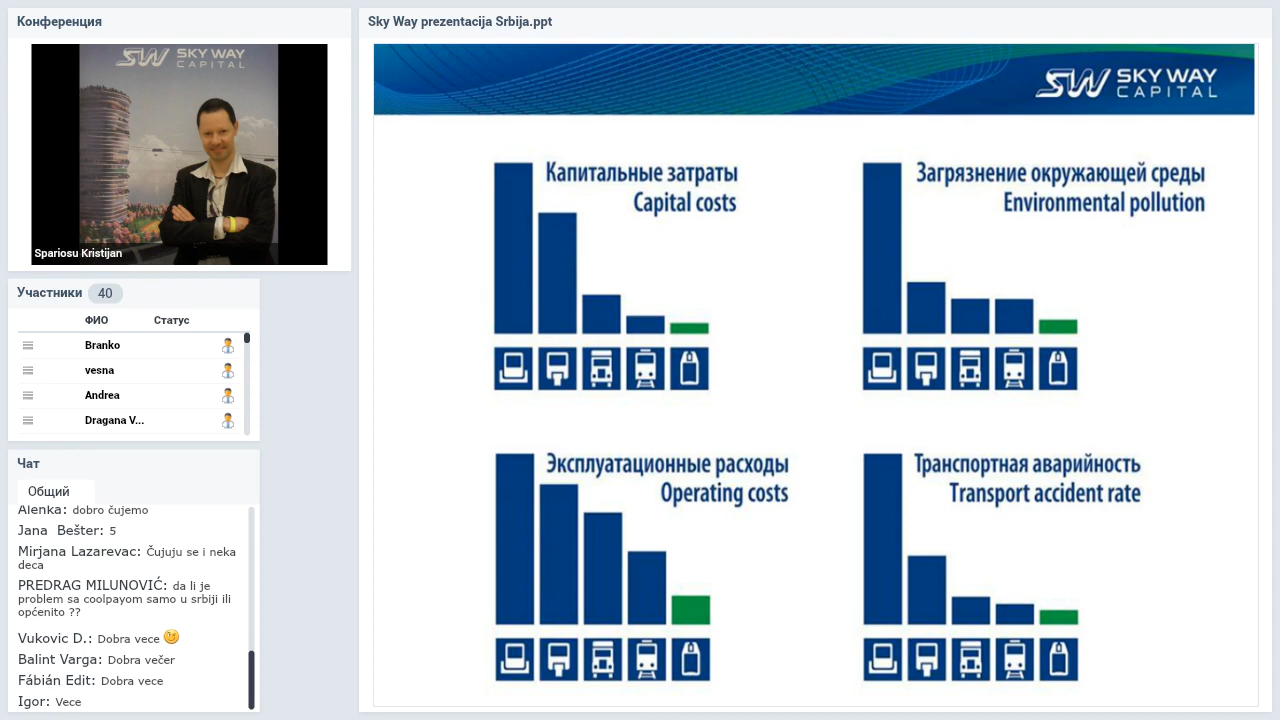 Конференция
SKY WAY
CAPITAL
Spariosu Kristijan
Участники 40
ФИО Статус
Branko
vesna
Andrea
Dragana V...
Чат
Общий
Alenka: dobro čujemo
Jana Bešter: 5
Mirjana Lazarevac: Čujuju se i neka
deca
PREDRAG MILUNOVIĆ: da li je
problem sa coolpayom samo u srbiji ili
općenito ??
Vukovic D.: Dobra vece
Balint Varga: Dobra večer
Fábián Edit: Dobra vece
Igor: Vece
Sky Way prezentacija Srbija.ppt
SW SKY WAY
CAPITAL
Капитальные затраты
Capital costs
Загрязнение окружающей среды
Environmental pollution
Эксплуатационные расходы
Operating costs
Транспортная аварийность
Transport accident rate